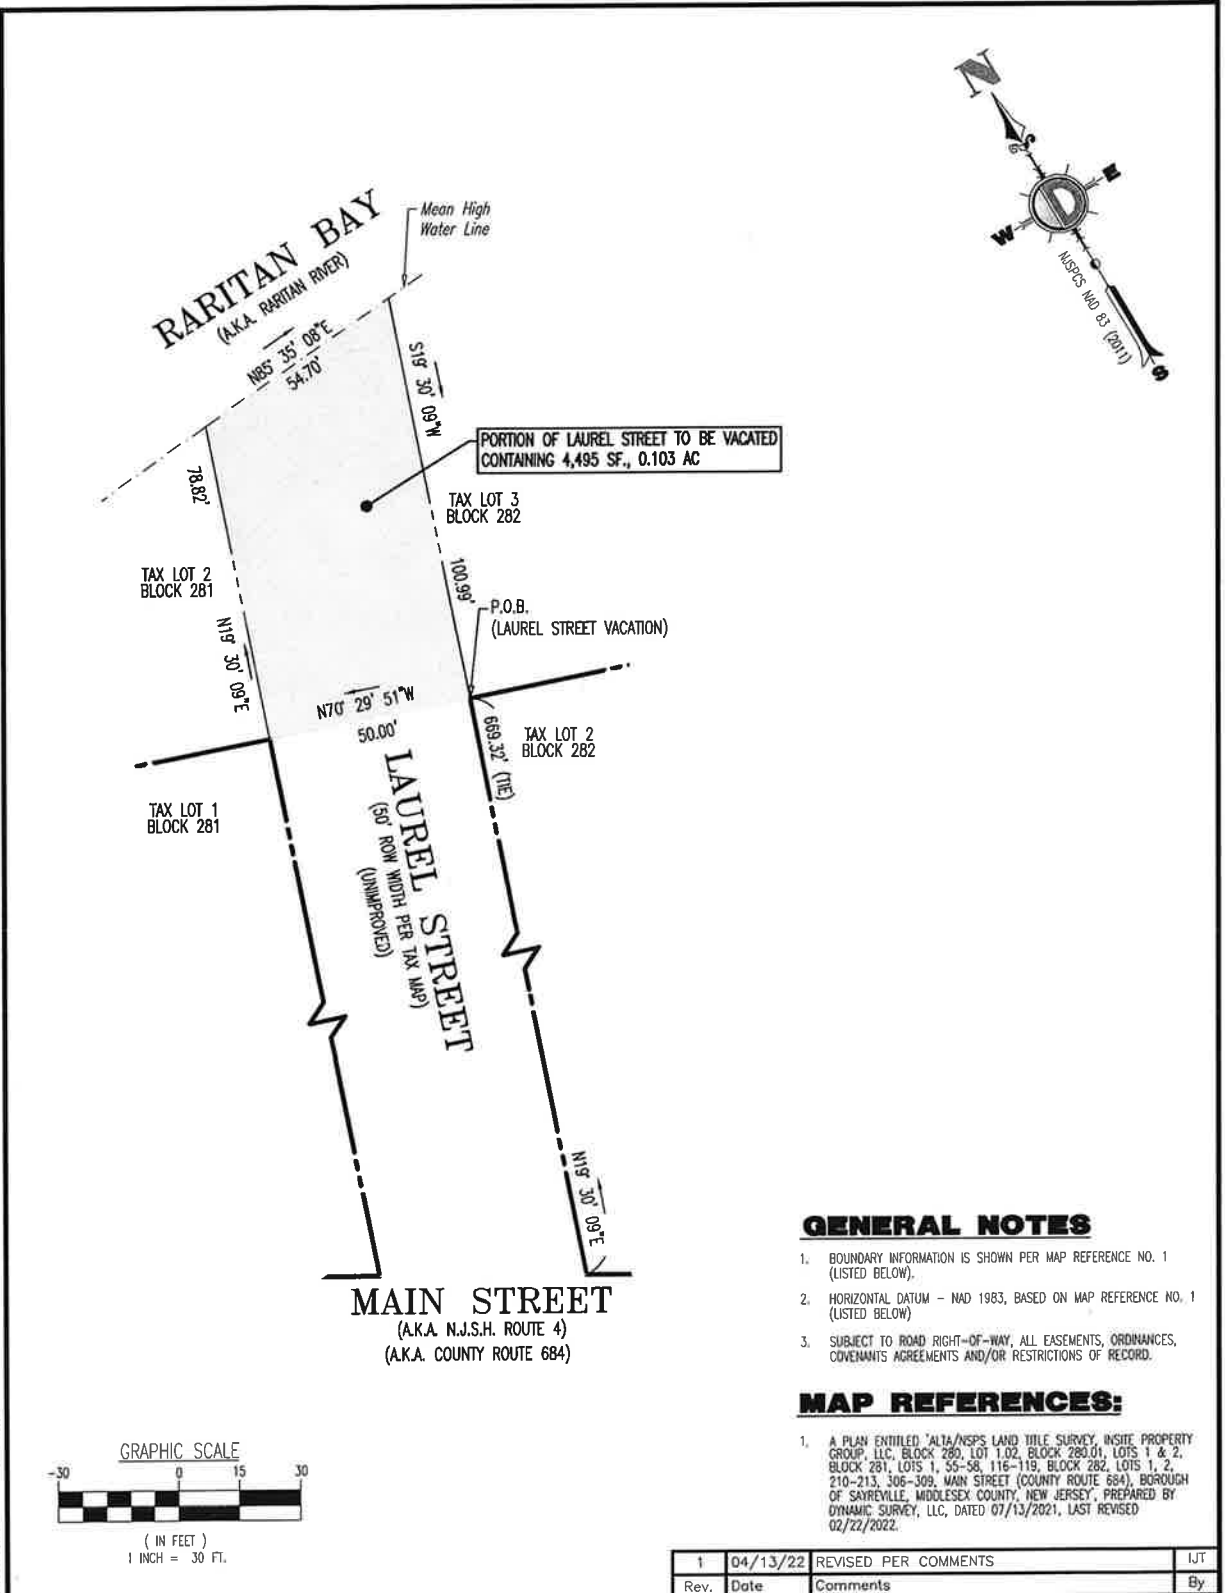 N
E
W
S
NJSPCS NAD 83 (2011)
Mean High
Water Line
RARITAN BAY
(A.K.A. RARITAN RIVER)
N85° 35' 08"E
54.70'
S19° 30' 09"W
PORTION OF LAUREL STREET TO BE VACATED
CONTAINING 4,495 SF., 0.103 AC
78.82'
TAX LOT 3
BLOCK 282
TAX LOT 2
BLOCK 281
100.99'
P.O.B.
(LAUREL STREET VACATION)
N19° 30' 09"E
N70° 29' 51"W
50.00'
669.32' (TIE)
TAX LOT 2
BLOCK 282
TAX LOT 1
BLOCK 281
LAUREL STREET
(50' ROW WIDTH PER TAX MAP)
(UNIMPROVED)
N19° 30' 09"E
MAIN STREET
(A.K.A. N.J.S.H. ROUTE 4)
(A.K.A. COUNTY ROUTE 684)
GENERAL NOTES
1. BOUNDARY INFORMATION IS SHOWN PER MAP REFERENCE NO. 1
(LISTED BELOW).
2. HORIZONTAL DATUM - NAD 1983, BASED ON MAP REFERENCE NO. 1
(LISTED BELOW)
3. SUBJECT TO ROAD RIGHT-OF-WAY, ALL EASEMENTS, ORDINANCES,
COVENANTS AGREEMENTS AND/OR RESTRICTIONS OF RECORD.
MAP REFERENCES:
1. A PLAN ENTITLED "ALTA/NSPS LAND TITLE SURVEY, INSITE PROPERTY
GROUP, LLC, BLOCK 280, LOT 1.02, BLOCK 280.01, LOTS 1 & 2,
BLOCK 281, LOTS 1, 55-58, 116-119, BLOCK 282, LOTS 1, 2,
210-213, 306-309, MAIN STREET (COUNTY ROUTE 684), BOROUGH
OF SAYREVILLE, MIDDLESEX COUNTY, NEW JERSEY", PREPARED BY
DYNAMIC SURVEY, LLC, DATED 07/13/2021, LAST REVISED
02/22/2022.
GRAPHIC SCALE
-30 0 15 30
( IN FEET )
1 INCH = 30 FT.
1 04/13/22 REVISED PER COMMENTS IJT
Rev. Date Comments By